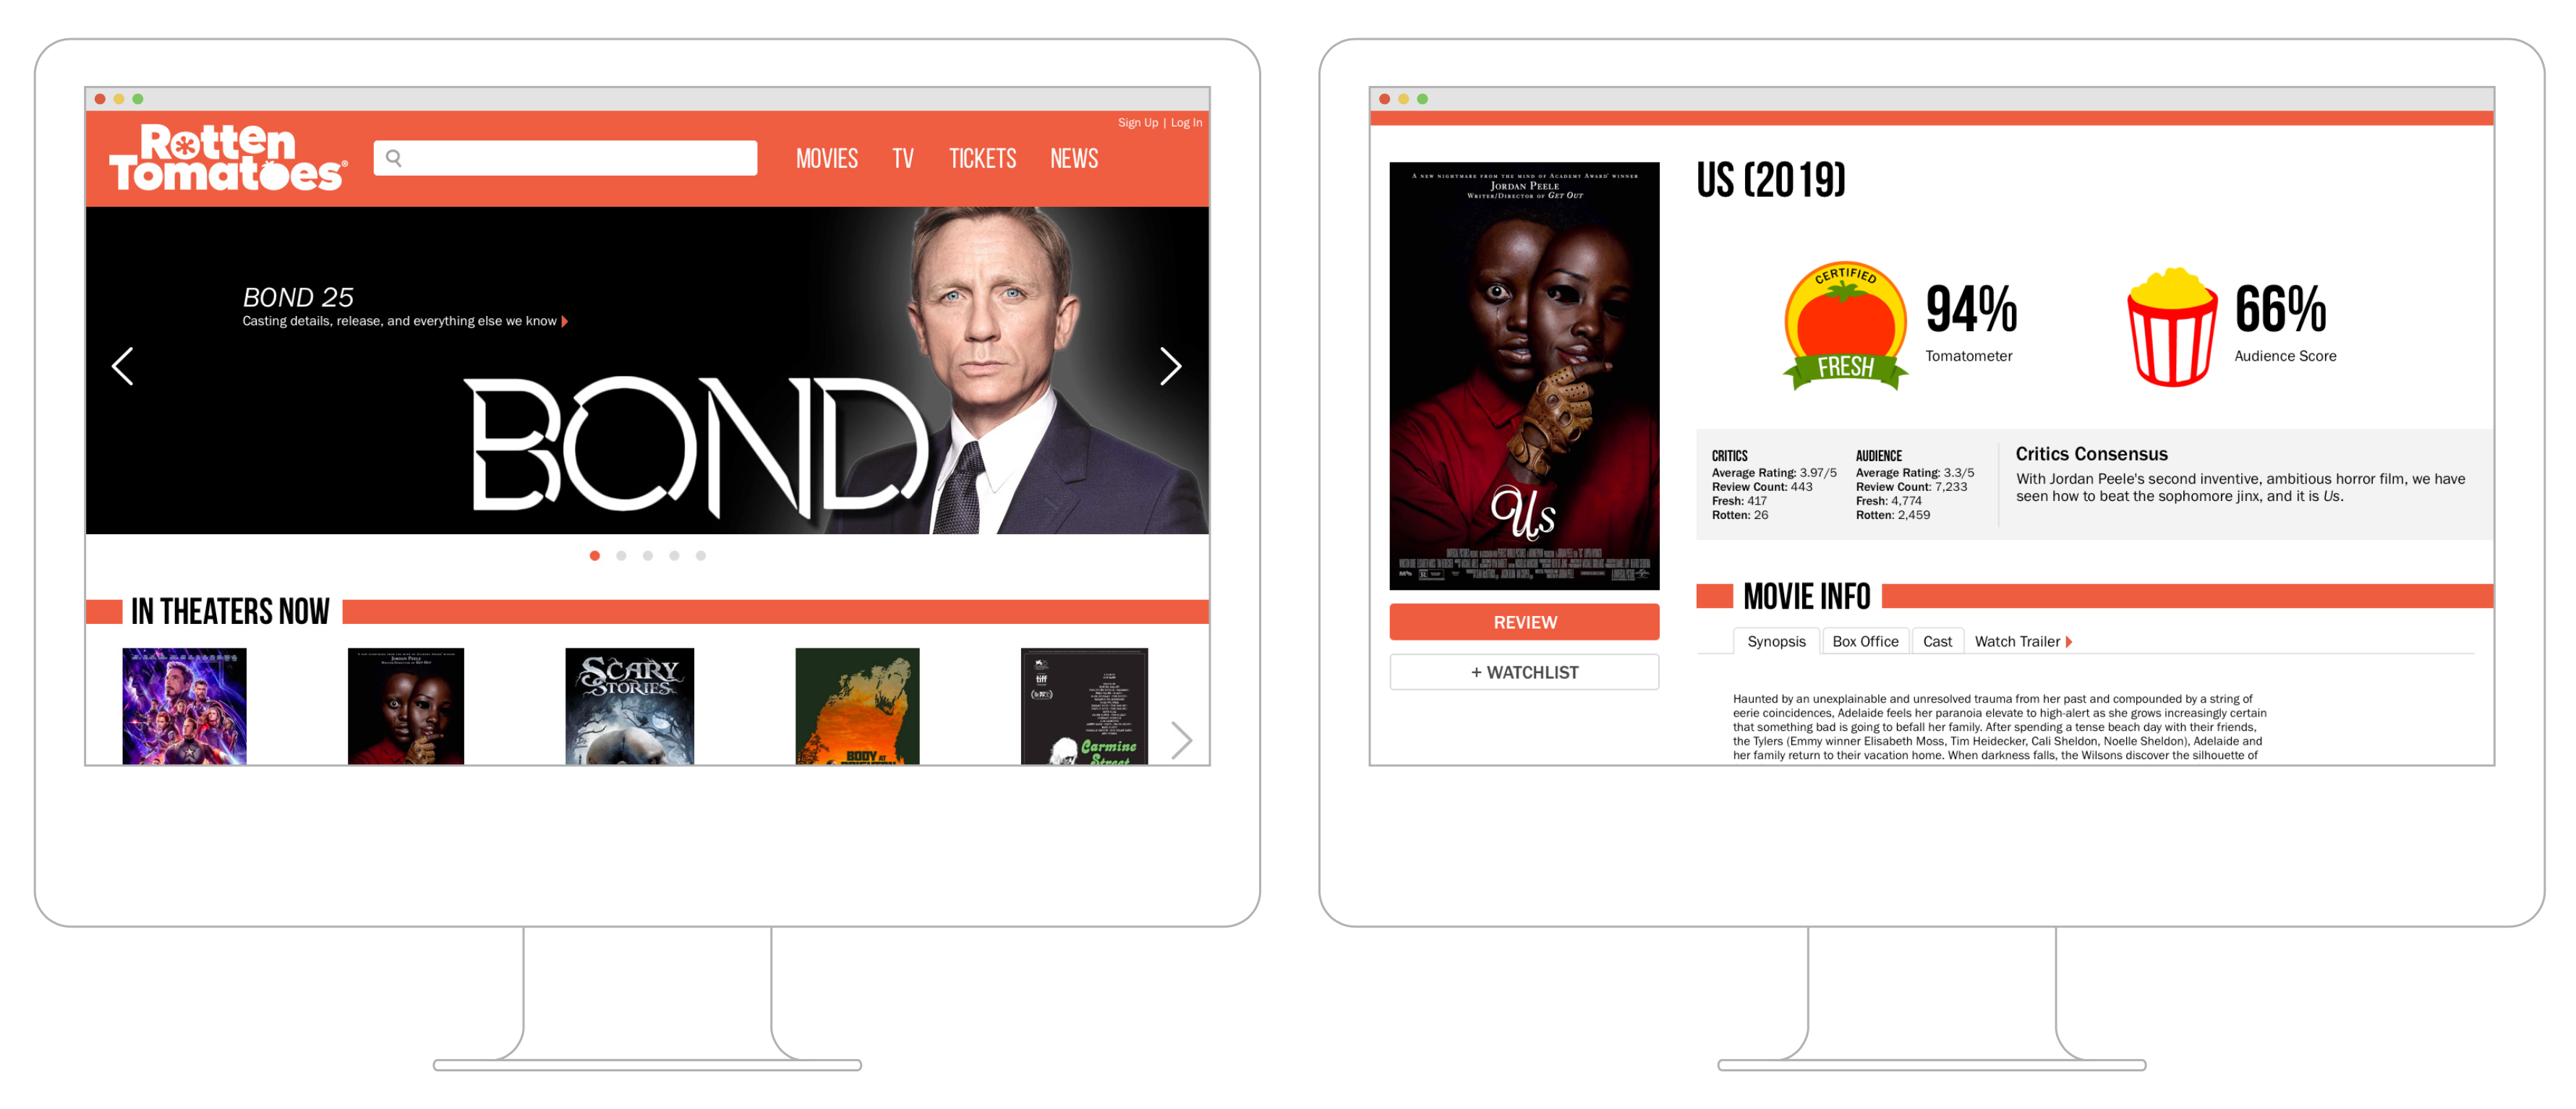 Sign Up | Log In
Rotten
Tomatoes®
MOVIES TV TICKETS NEWS
BOND 25
Casting details, release, and everything else we know
BOND
IN THEATERS NOW
JORDAN PEELE
SCARY
STORIES
BODY AT
tiff
Carmine
Street
A NEW NIGHTMARE FROM THE MIND OF ACADEMY AWARD® WINNER
JORDAN PEELE
WRITER/DIRECTOR OF GET OUT
Us
REVIEW
+ WATCHLIST
US (2019)
CERTIFIED
FRESH
94%
Tomatometer
66%
Audience Score
CRITICS
Average Rating: 3.97/5
Review Count: 443
Fresh: 417
Rotten: 26
AUDIENCE
Average Rating: 3.3/5
Review Count: 7,233
Fresh: 4,774
Rotten: 2,459
Critics Consensus
With Jordan Peele's second inventive, ambitious horror film, we have
seen how to beat the sophomore jinx, and it is Us.
MOVIE INFO
Synopsis Box Office Cast Watch Trailer
Haunted by an unexplainable and unresolved trauma from her past and compounded by a string of
eerie coincidences, Adelaide feels her paranoia elevate to high-alert as she grows increasingly certain
that something bad is going to befall her family. After spending a tense beach day with their friends,
the Tylers (Emmy winner Elisabeth Moss, Tim Heidecker, Cali Sheldon, Noelle Sheldon), Adelaide and
her family return to their vacation home. When darkness falls, the Wilsons discover the silhouette of